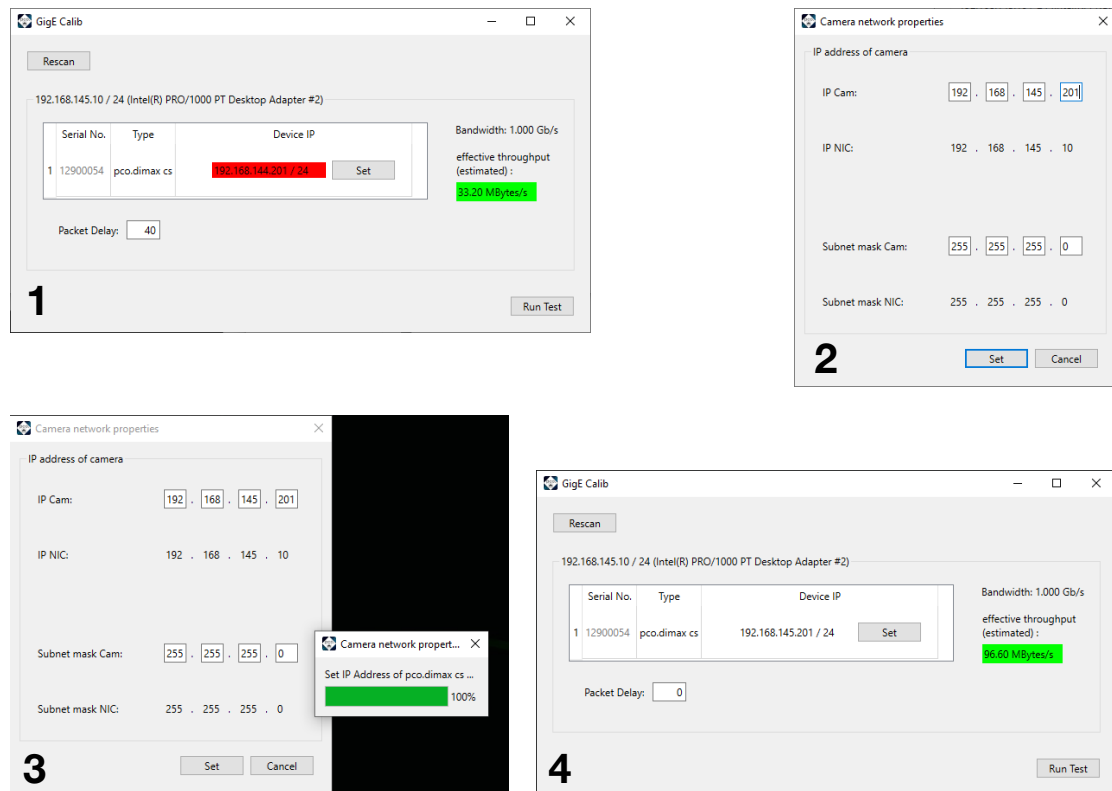 GigE Calib
Rescan
192.168.145.10 / 24 (Intel(R) PRO/1000 PT Desktop Adapter #2)
Serial No. Type Device IP
1 12900054 pco.dimax cs 192.168.144.201 / 24 Set
Bandwidth: 1.000 Gb/s
effective throughput
(estimated) :
33.20 MBytes/s
Packet Delay: 40
Run Test
1
Camera network properties
IP address of camera
IP Cam: 192 . 168 . 145 . 201
IP NIC: 192 . 168 . 145 . 10
Subnet mask Cam: 255 . 255 . 255 . 0
Subnet mask NIC: 255 . 255 . 255 . 0
Set Cancel
2
Camera network properties
IP address of camera
IP Cam: 192 . 168 . 145 . 201
IP NIC: 192 . 168 . 145 . 10
Subnet mask Cam: 255 . 255 . 255 . 0
Subnet mask NIC: 255 . 255 . 255 . 0
Set Cancel
Camera network propert...
Set IP Address of pco.dimax cs ...
100%
3
GigE Calib
Rescan
192.168.145.10 / 24 (Intel(R) PRO/1000 PT Desktop Adapter #2)
Serial No. Type Device IP
1 12900054 pco.dimax cs 192.168.145.201 / 24 Set
Bandwidth: 1.000 Gb/s
effective throughput
(estimated) :
96.60 MBytes/s
Packet Delay: 0
Run Test
4